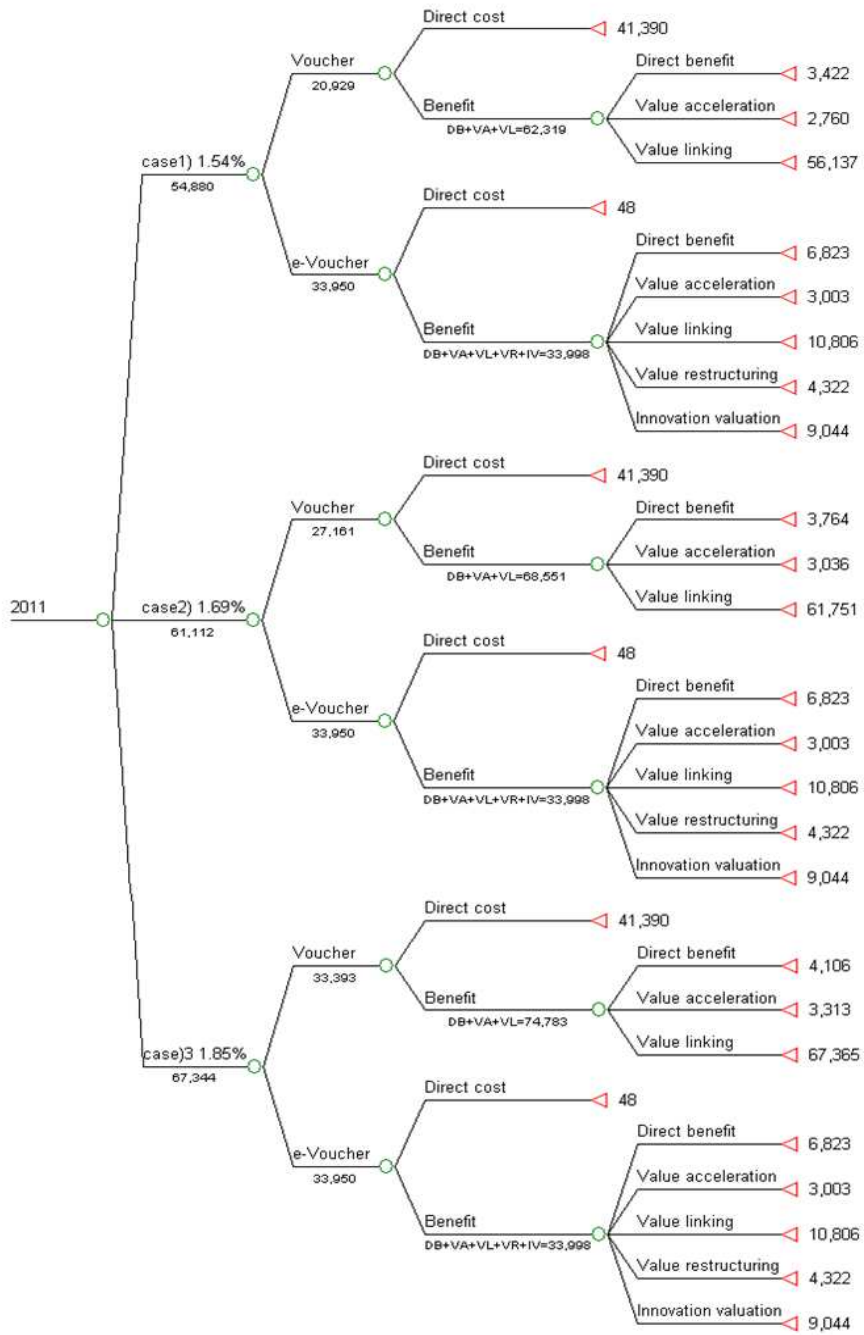 Direct cost
41,390
Voucher
20,929
Direct benefit
3,422
Benefit
DB+VA+VL=62,319
Value acceleration
2,760
Value linking
56,137
case1) 1.54%
54,880
Direct cost
48
e-Voucher
33,950
Direct benefit
6,823
Value acceleration
3,003
Benefit
DB+VA+VL+VR+IV=33,998
Value linking
10,806
Value restructuring
4,322
Innovation valuation
9,044
Direct cost
41,390
Voucher
27,161
Direct benefit
3,764
Benefit
DB+VA+VL=68,551
Value acceleration
3,036
Value linking
61,751
2011
case2) 1.69%
61,112
Direct cost
48
e-Voucher
33,950
Direct benefit
6,823
Value acceleration
3,003
Benefit
DB+VA+VL+VR+IV=33,998
Value linking
10,806
Value restructuring
4,322
Innovation valuation
9,044
Direct cost
41,390
Voucher
33,393
Direct benefit
4,106
Benefit
DB+VA+VL=74,783
Value acceleration
3,313
Value linking
67,365
case)3 1.85%
67,344
Direct cost
48
e-Voucher
33,950
Direct benefit
6,823
Value acceleration
3,003
Benefit
DB+VA+VL+VR+IV=33,998
Value linking
10,806
Value restructuring
4,322
Innovation valuation
9,044